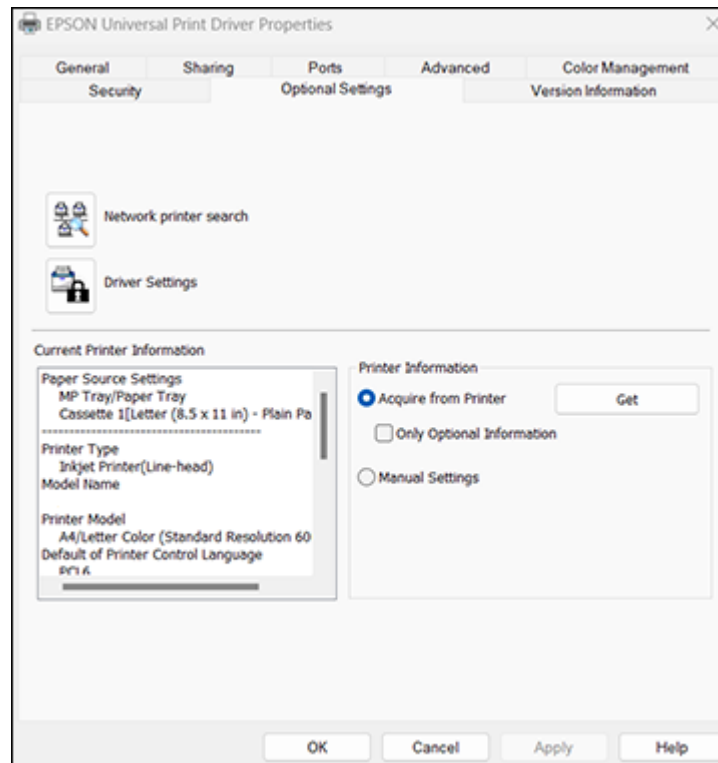 EPSON Universal Print Driver Properties
General Sharing Ports Advanced Color Management
Security Optional Settings Version Information
Network printer search
Driver Settings
Current Printer Information
Paper Source Settings
MP Tray/Paper Tray
Cassette 1[Letter (8.5 x 11 in) - Plain Pa
----------------------------------------
Printer Type
Inkjet Printer(Line-head)
Model Name
Printer Model
A4/Letter Color (Standard Resolution 60
Default of Printer Control Language
PCL6
Printer Information
Acquire from Printer Get
Only Optional Information
Manual Settings
OK Cancel Apply Help